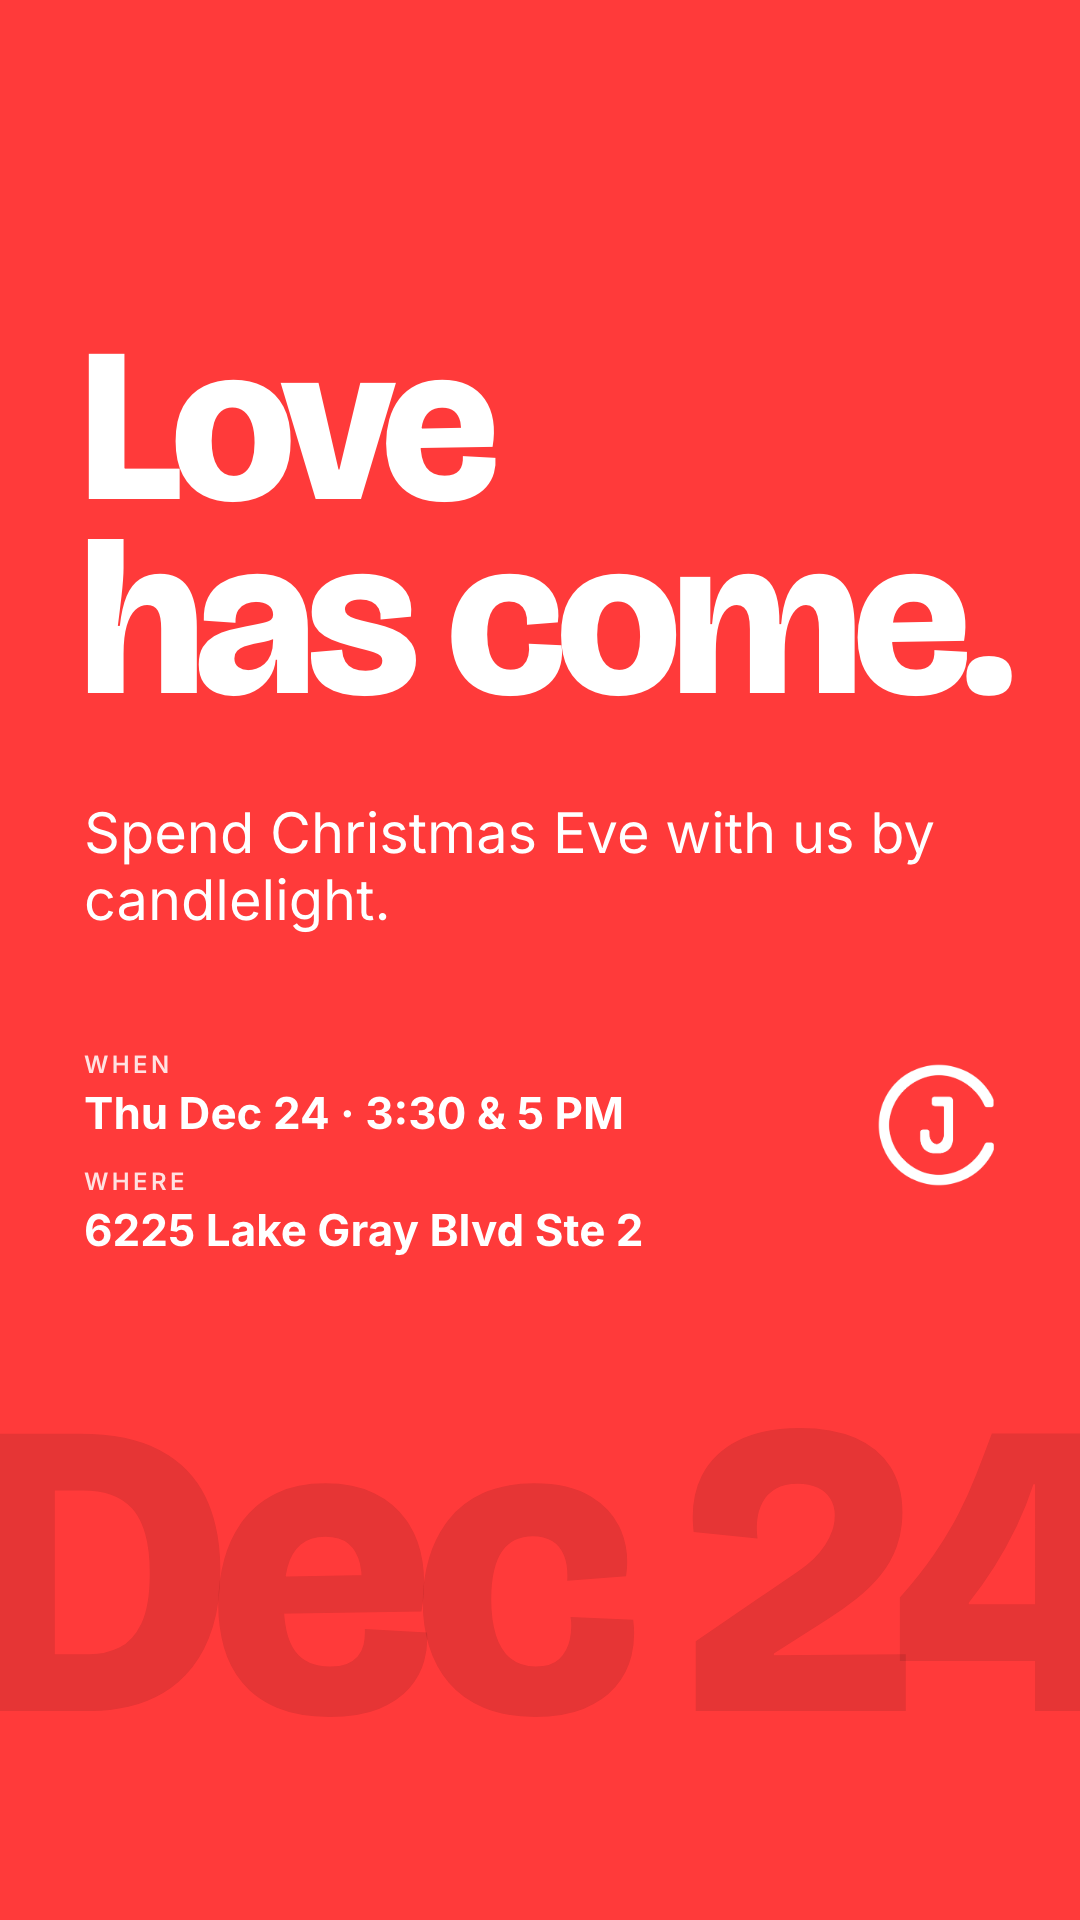 Love
has come.
Spend Christmas Eve with us by
candlelight.
WHEN
Thu Dec 24 · 3:30 & 5 PM
J
WHERE
6225 Lake Gray Blvd Ste 2
Dec 24